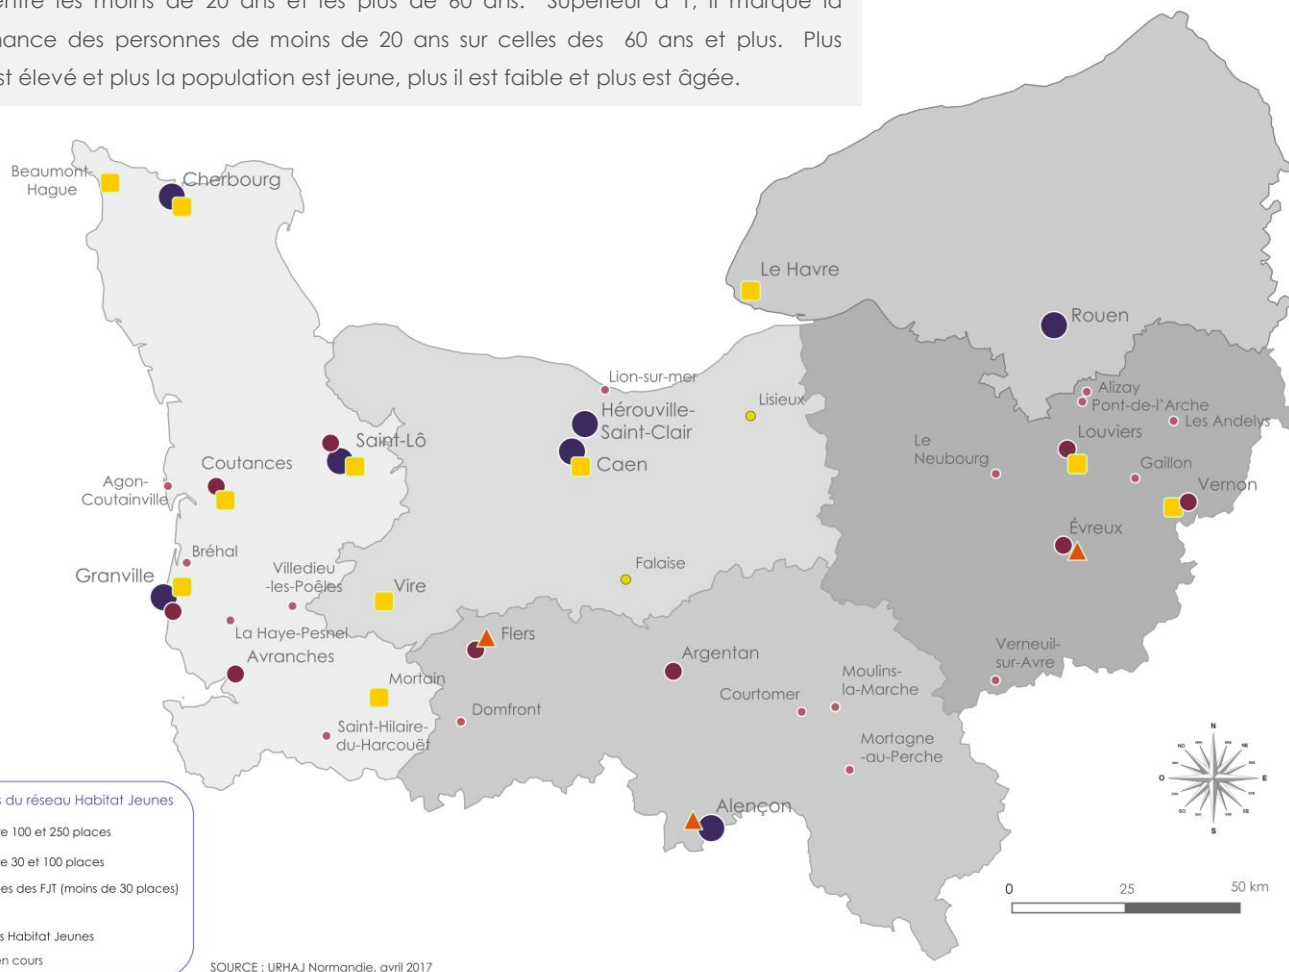 entre les moins de 20 ans et les plus de 60 ans. Supérieur à 1, il marque la
nance des personnes de moins de 20 ans sur celles des 60 ans et plus. Plus
st élevé et plus la population est jeune, plus il est faible et plus est âgée.
Beaumont-
Hague
Cherbourg
Le Havre
Rouen
Lion-sur-mer
Lisieux
Hérouville-
Saint-Clair
Caen
Alizay
Pont-de-l'Arche
Les Andelys
Louviers
Le
Neubourg
Gaillon
Vernon
Évreux
Saint-Lô
Coutances
Agon-
Coutainville
Bréhal
Granville
Villedieu
-les-Poêles
Vire
Falaise
La Haye-Pesnel
Avranches
Flers
Argentan
Verneuil-
sur-Avre
Mortain
Moulins-
la-Marche
Courtomer
Domfront
Saint-Hilaire-
du-Harcouët
Mortagne
-au-Perche
Alençon
N
NE
E
SE
S
SO
O
NO
0 25 50 km
s du réseau Habitat Jeunes
re 100 et 250 places
re 30 et 100 places
es des FJT (moins de 30 places)
s Habitat Jeunes
en cours
SOURCE : URHAJ Normandie, avril 2017